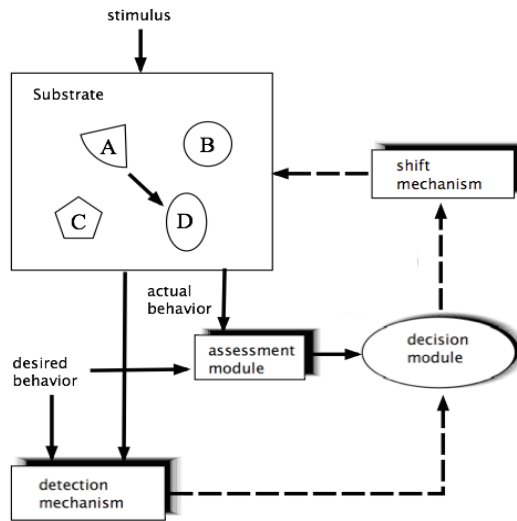 stimulus
Substrate
A
B
C
D
shift
mechanism
actual
behavior
assessment
module
decision
module
desired
behavior
detection
mechanism